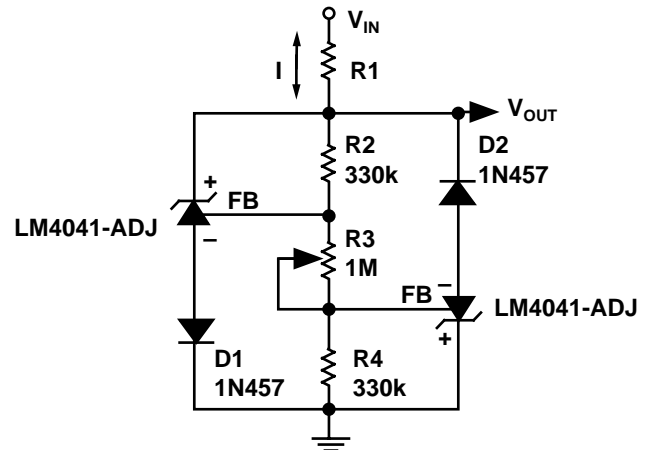 V_IN
I
R1
V_OUT
R2
330k
D2
1N457
+
FB
LM4041-ADJ
–
R3
1M
FB
–
LM4041-ADJ
+
D1
1N457
R4
330k